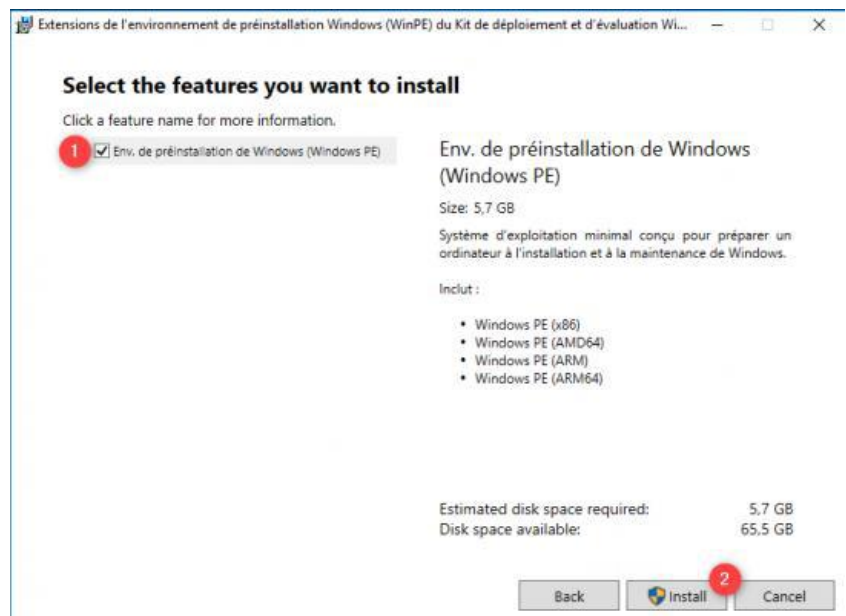 Extensions de l'environnement de préinstallation Windows (WinPE) du Kit de déploiement et d'évaluation Wi...
Select the features you want to install
Click a feature name for more information.
1
Env. de préinstallation de Windows (Windows PE)
Env. de préinstallation de Windows
(Windows PE)
Size: 5,7 GB
Système d'exploitation minimal conçu pour préparer un
ordinateur à l'installation et à la maintenance de Windows.
Inclut :
• Windows PE (x86)
• Windows PE (AMD64)
• Windows PE (ARM)
• Windows PE (ARM64)
Estimated disk space required: 5,7 GB
Disk space available: 65,5 GB
2
Back Install Cancel